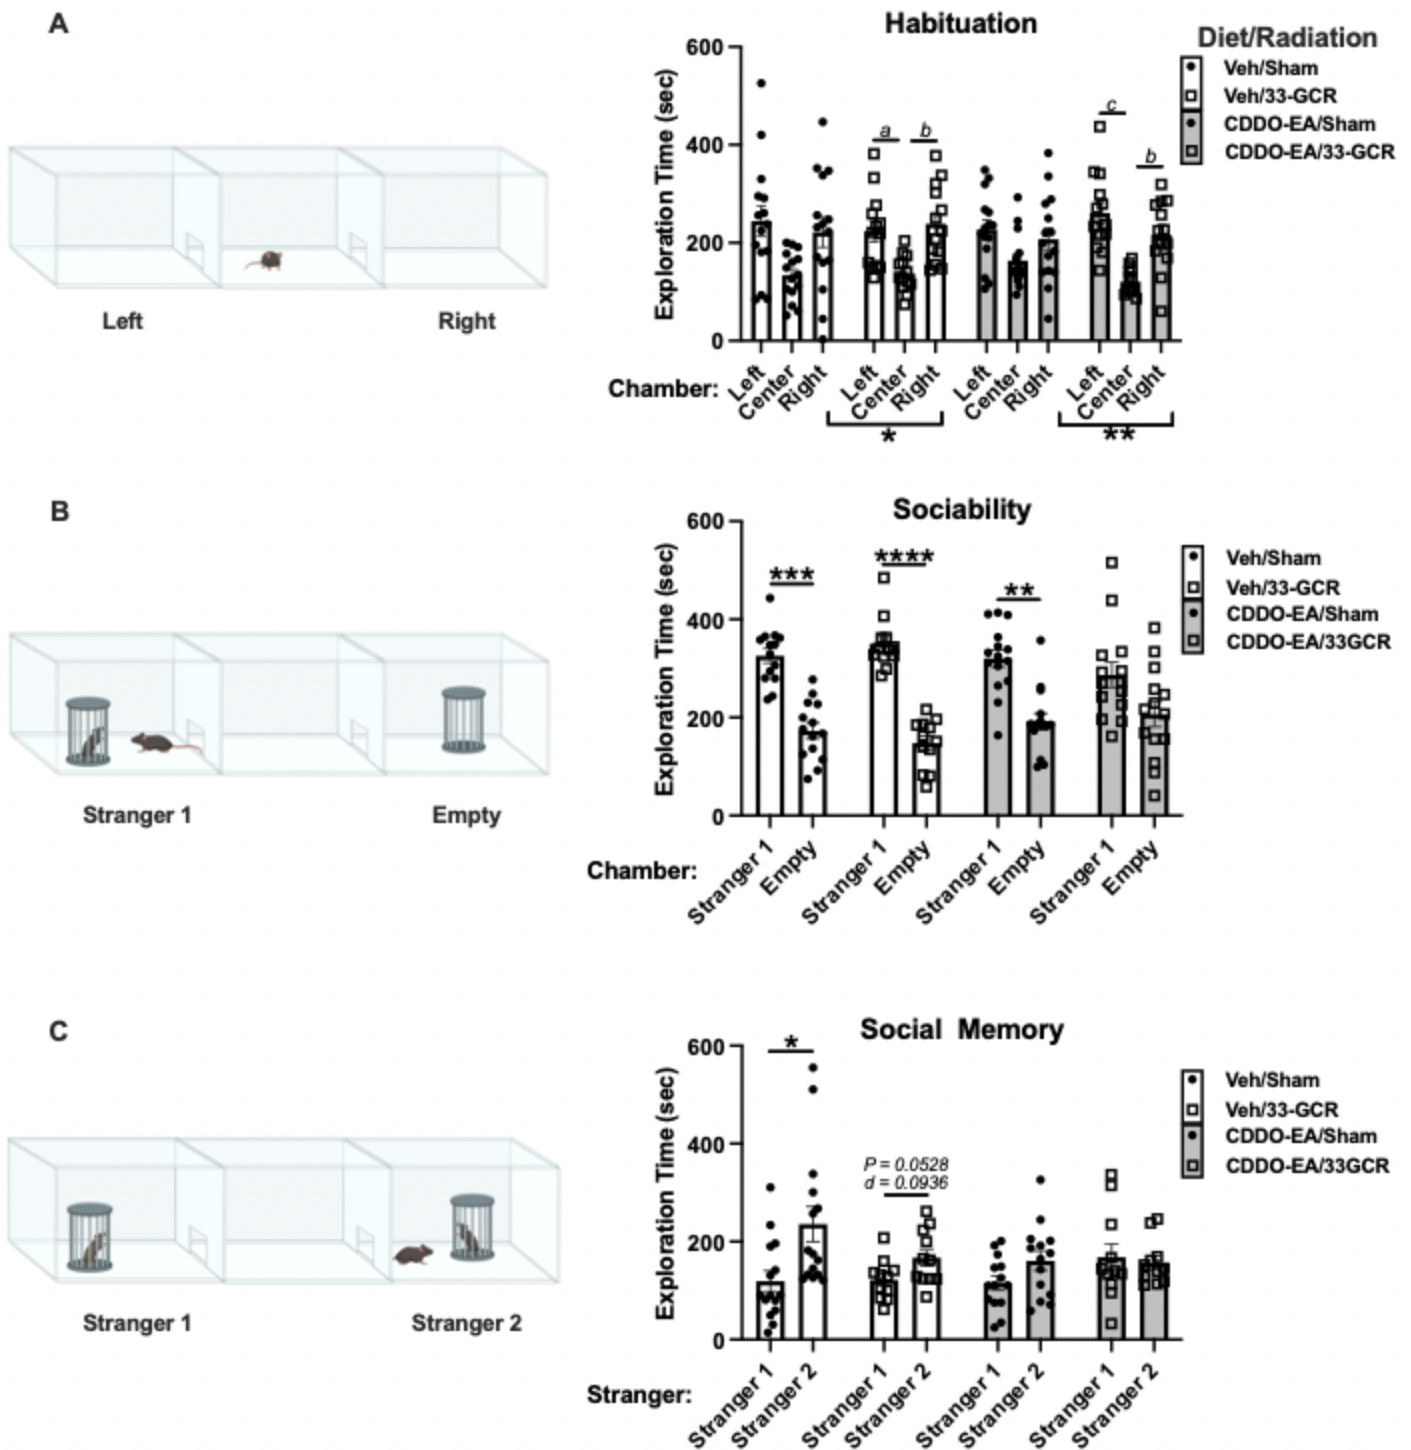 A
Habituation
Diet/Radiation
Veh/Sham
Veh/33-GCR
CDDO-EA/Sham
CDDO-EA/33-GCR
Exploration Time (sec)
600
400
200
0
a
b
c
b
Left
Right
Chamber:
Left
Center
Right
Left
Center
Right
Left
Center
Right
Left
Center
Right
*
**
B
Sociability
Veh/Sham
Veh/33-GCR
CDDO-EA/Sham
CDDO-EA/33GCR
Exploration Time (sec)
600
400
200
0
***
****
**
Stranger 1
Empty
Chamber:
Stranger 1
Empty
Stranger 1
Empty
Stranger 1
Empty
Stranger 1
Empty
C
Social Memory
Veh/Sham
Veh/33-GCR
CDDO-EA/Sham
CDDO-EA/33GCR
Exploration Time (sec)
600
400
200
0
*
P = 0.0528
d = 0.0936
Stranger 1
Stranger 2
Stranger:
Stranger 1
Stranger 2
Stranger 1
Stranger 2
Stranger 1
Stranger 2
Stranger 1
Stranger 2